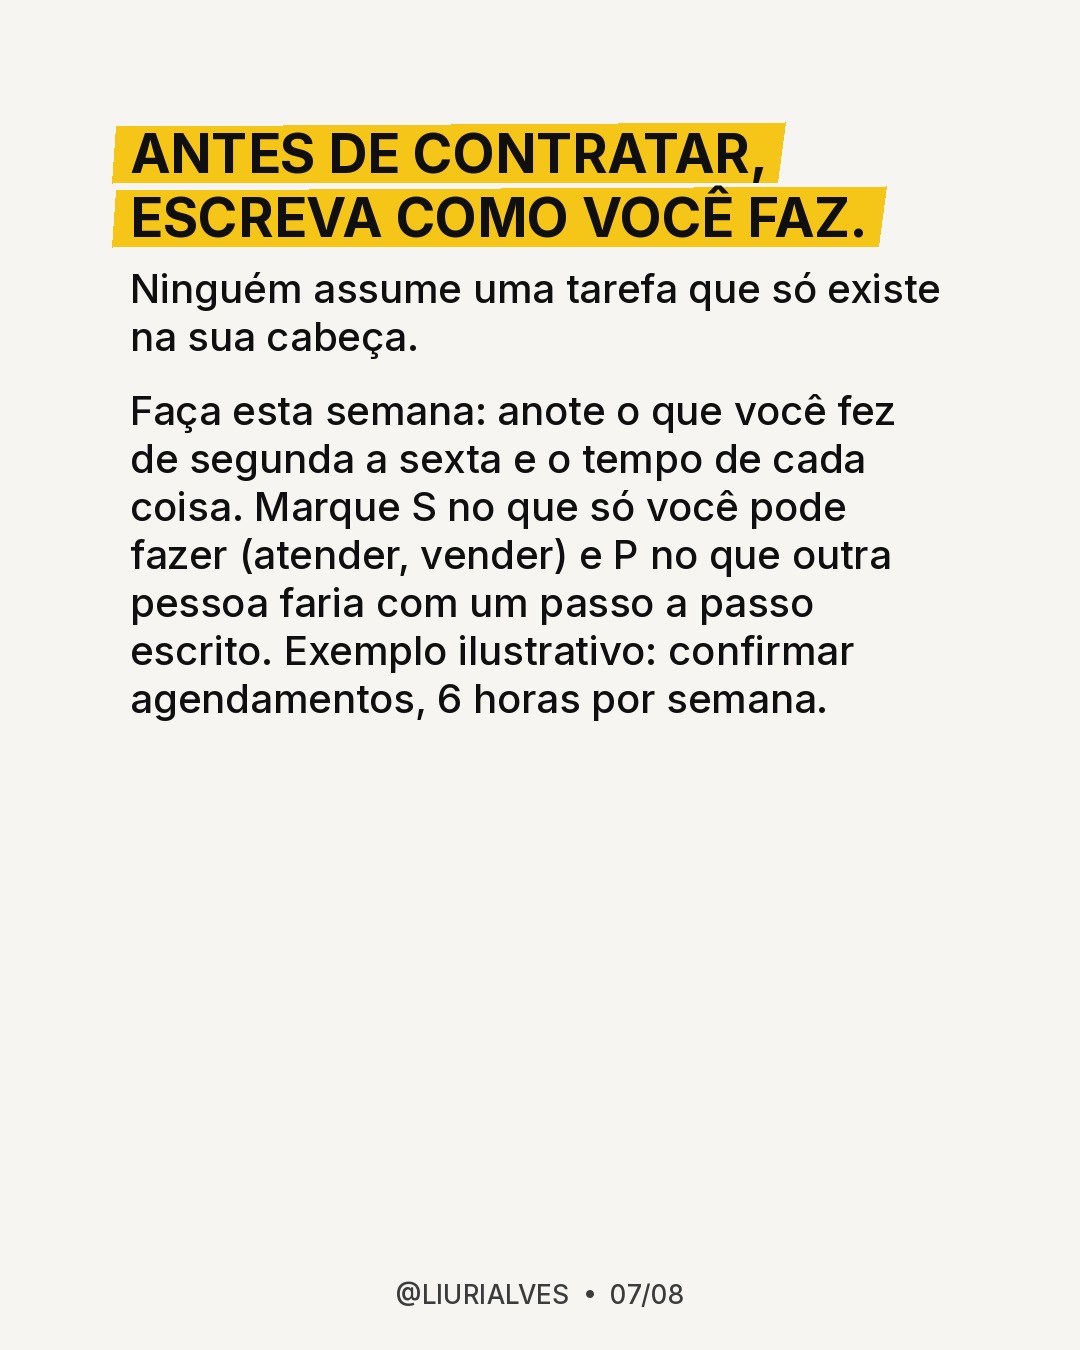 ANTES DE CONTRATAR,
ESCREVA COMO VOCÊ FAZ.
Ninguém assume uma tarefa que só existe
na sua cabeça.
Faça esta semana: anote o que você fez
de segunda a sexta e o tempo de cada
coisa. Marque S no que só você pode
fazer (atender, vender) e P no que outra
pessoa faria com um passo a passo
escrito. Exemplo ilustrativo: confirmar
agendamentos, 6 horas por semana.
@LIURIALVES • 07/08